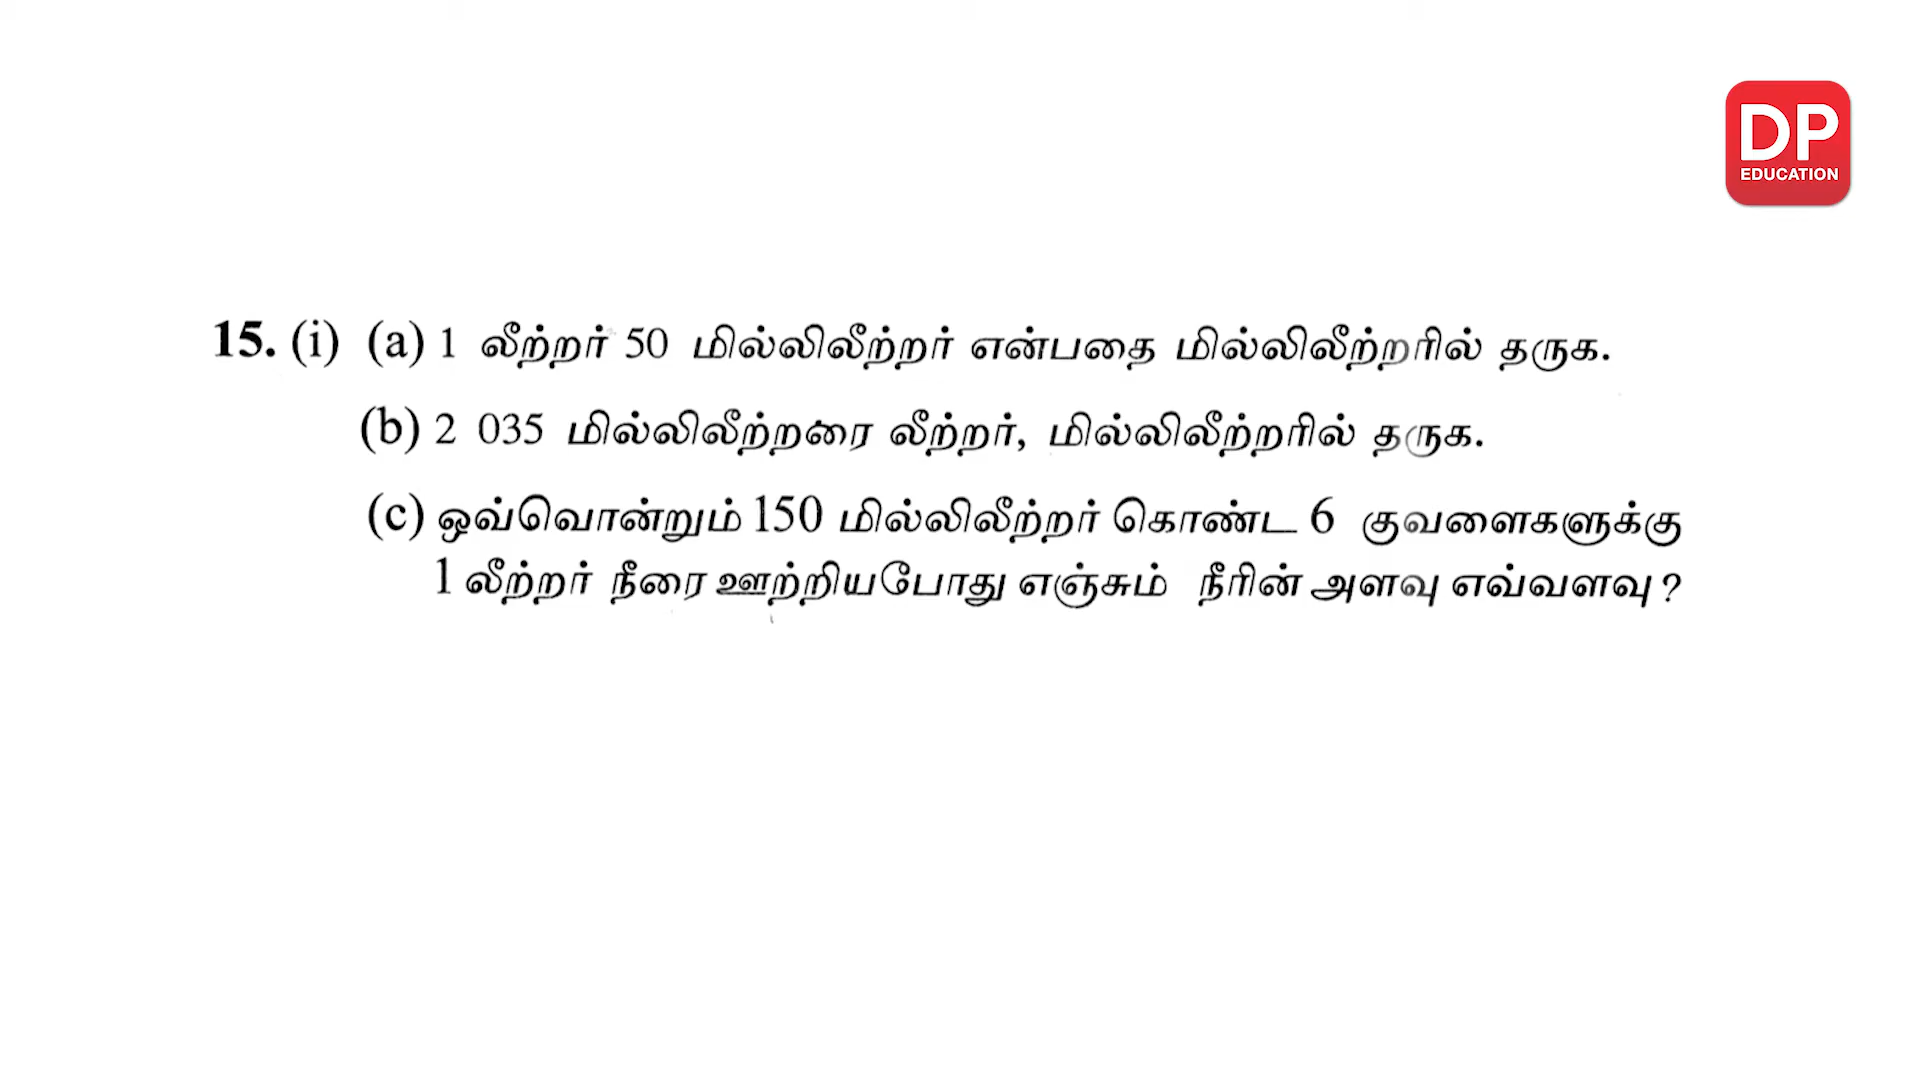 DP
EDUCATION
15. (i) (a) 1 லீற்றர் 50 மில்லிலீற்றர் என்பதை மில்லிலீற்றரில் தருக.
(b) 2 035 மில்லிலீற்றரை லீற்றர், மில்லிலீற்றரில் தருக.
(c) ஒவ்வொன்றும் 150 மில்லிலீற்றர் கொண்ட 6 குவளைகளுக்கு
1 லீற்றர் நீரை ஊற்றியபோது எஞ்சும் நீரின் அளவு எவ்வளவு ?